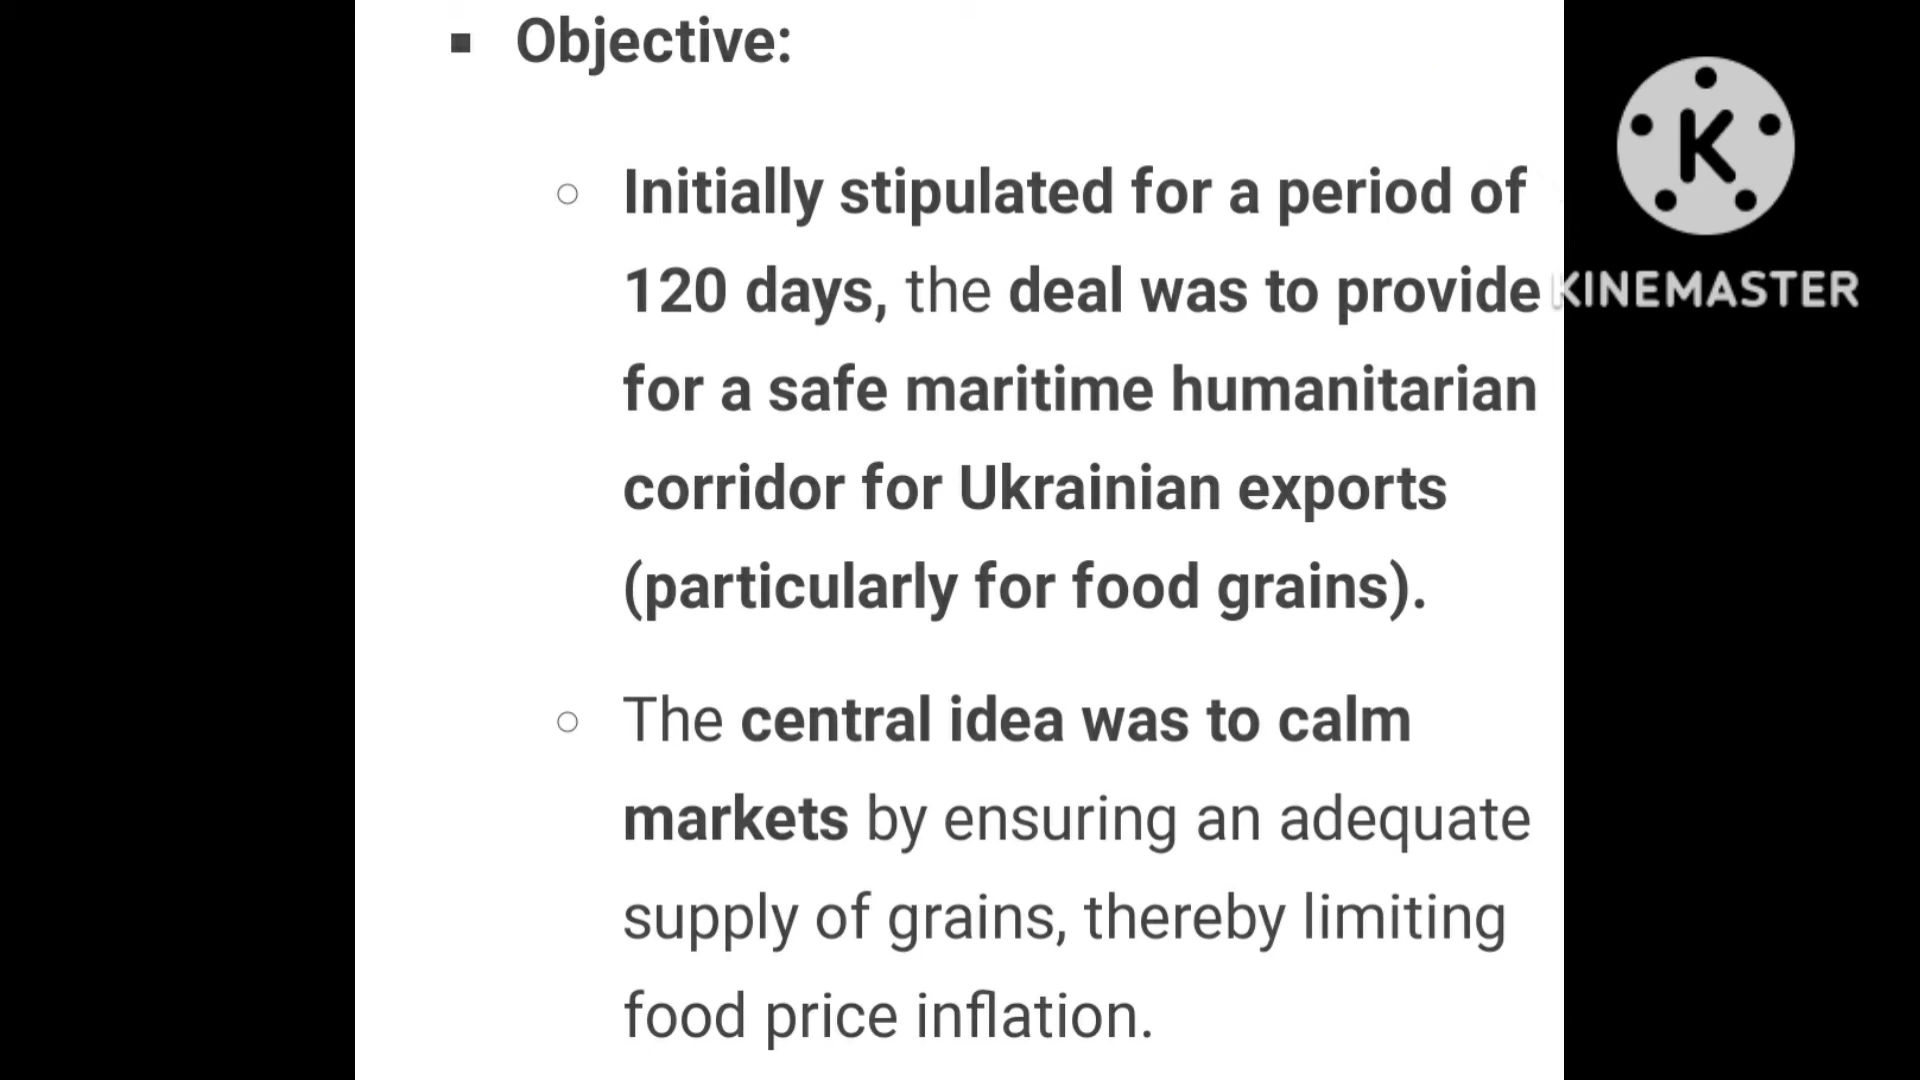 Objective:
Initially stipulated for a period of
120 days, the deal was to provide
for a safe maritime humanitarian
corridor for Ukrainian exports
(particularly for food grains).
The central idea was to calm
markets by ensuring an adequate
supply of grains, thereby limiting
food price inflation.
K
KINEMASTER